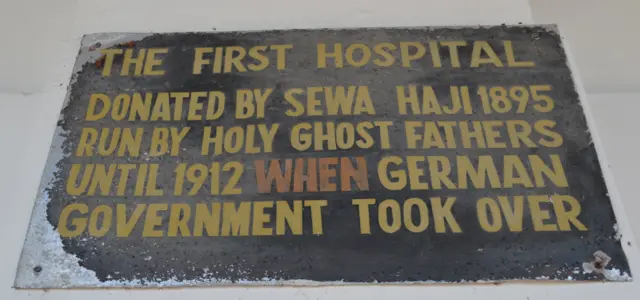 THE FIRST HOSPITAL
DONATED BY SEWA HAJI 1895
RUN BY HOLY GHOST FATHERS
UNTIL 1912 WHEN GERMAN
GOVERNMENT TOOK OVER